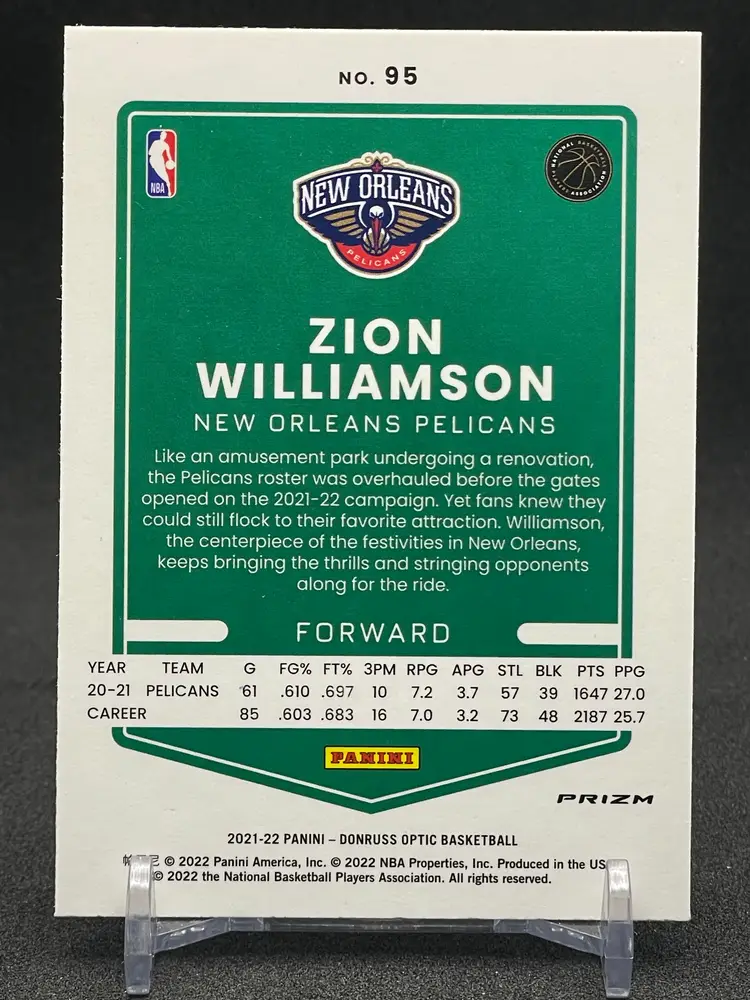 NO. 95
NBA
NATIONAL BASKETBALL
PLAYERS ASSOCIATION
NEW ORLEANS
PELICANS
ZION
WILLIAMSON
NEW ORLEANS PELICANS
Like an amusement park undergoing a renovation,
the Pelicans roster was overhauled before the gates
opened on the 2021-22 campaign. Yet fans knew they
could still flock to their favorite attraction. Williamson,
the centerpiece of the festivities in New Orleans,
keeps bringing the thrills and stringing opponents
along for the ride.
FORWARD
YEAR TEAM G FG% FT% 3PM RPG APG STL BLK PTS PPG
20-21 PELICANS 61 .610 .697 10 7.2 3.7 57 39 1647 27.0
CAREER 85 .603 .683 16 7.0 3.2 73 48 2187 25.7
PANINI
PRIZM
2021-22 PANINI – DONRUSS OPTIC BASKETBALL
© 2022 Panini America, Inc. © 2022 NBA Properties, Inc. Produced in the US
© 2022 the National Basketball Players Association. All rights reserved.